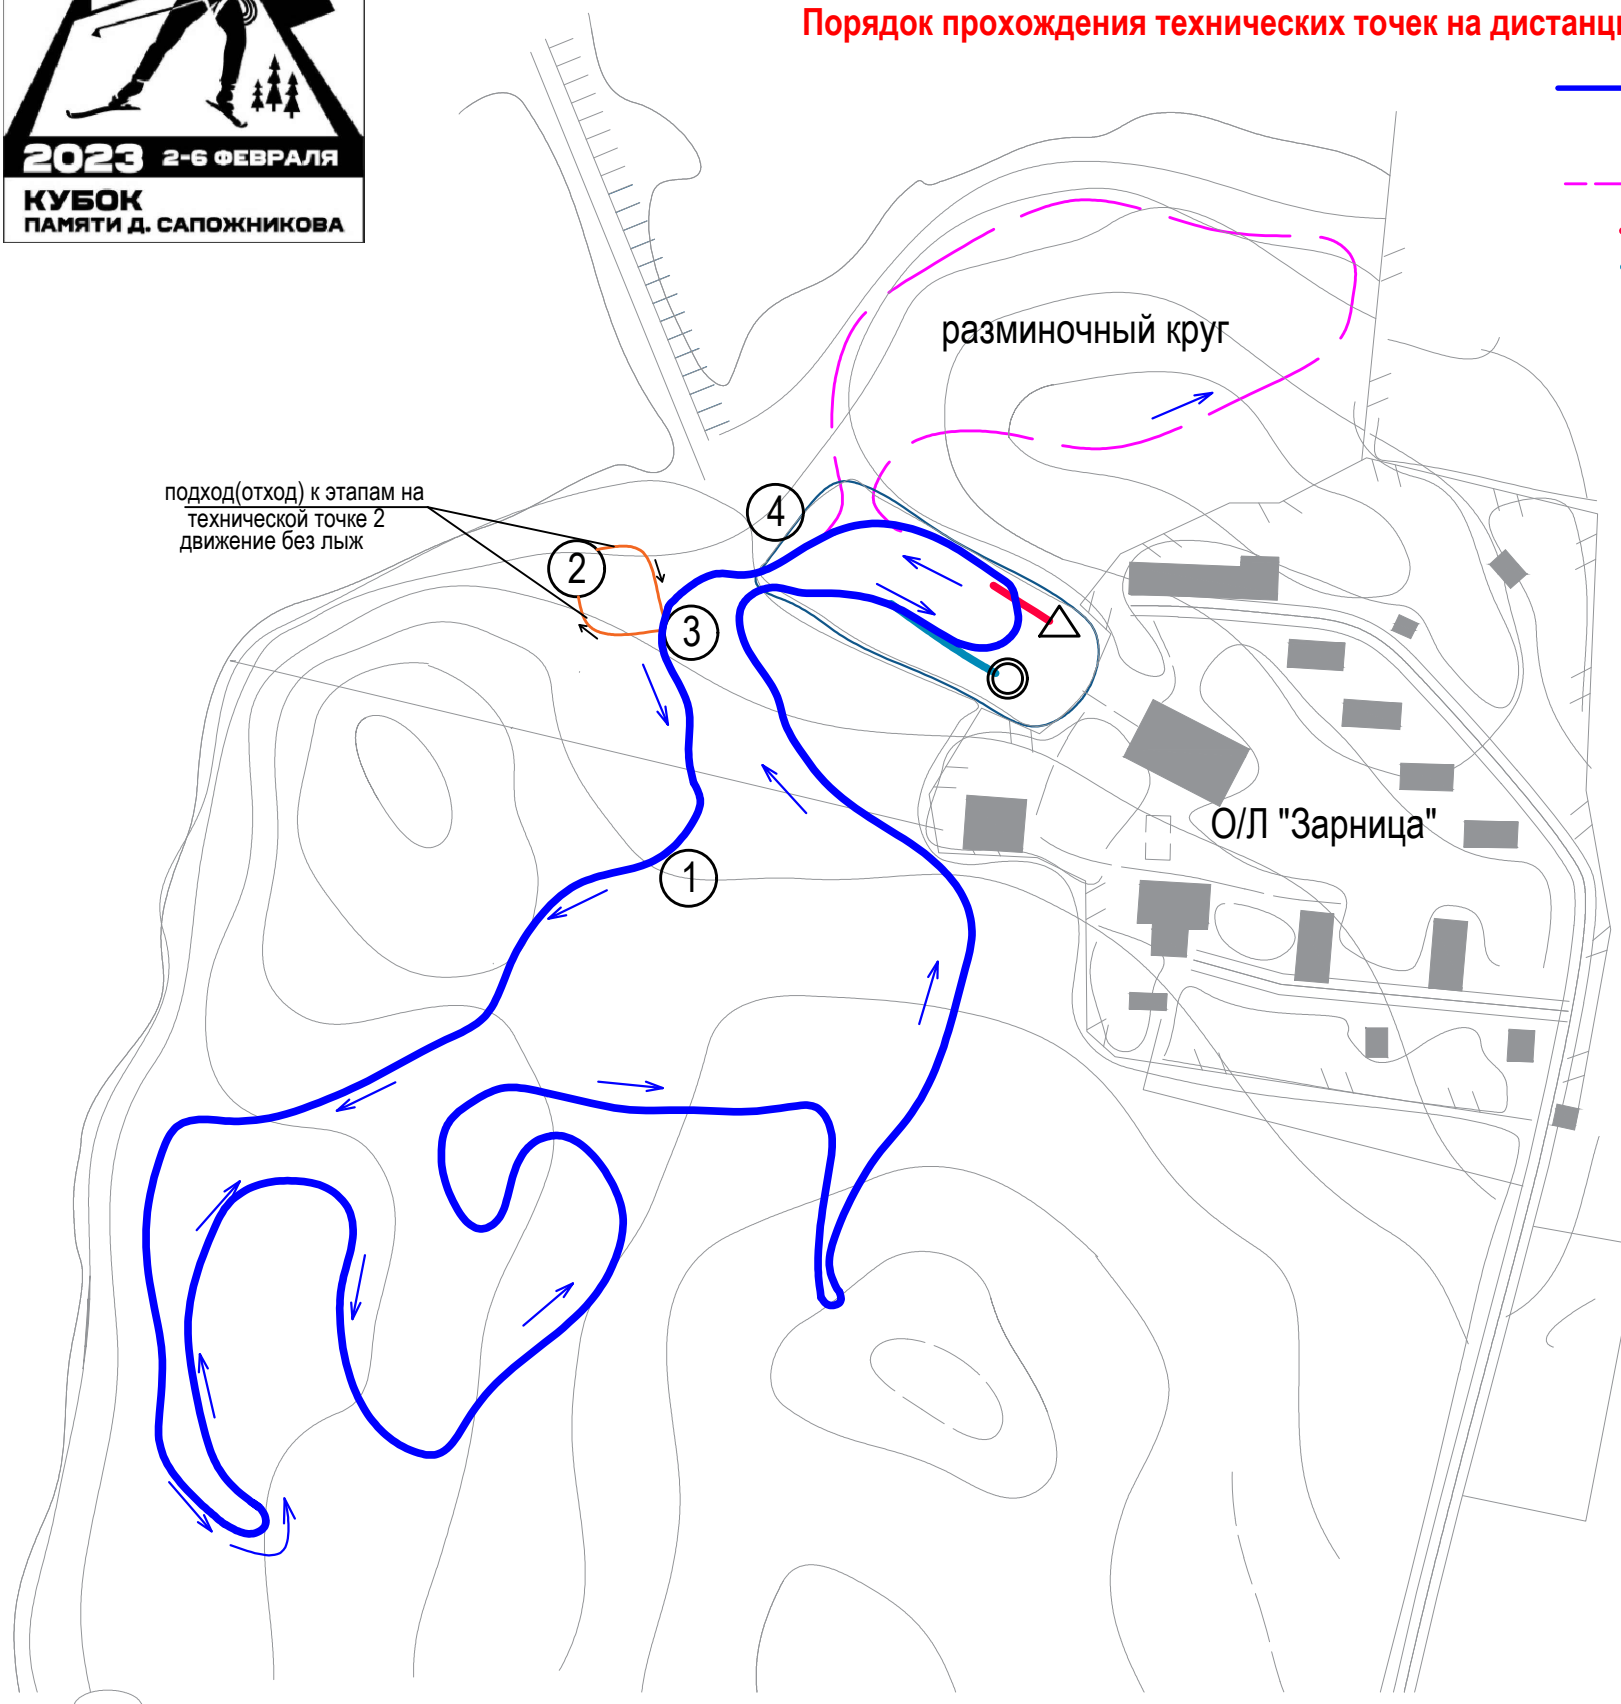 Порядок прохождения технических точек на дистанц
2023 2-6 ФЕВРАЛЯ
КУБОК
ПАМЯТИ Д. САПОЖНИКОВА
разминочный круг
подход(отход) к этапам на
технической точке 2
движение без лыж
4
2
3
1
О/Л "Зарница"